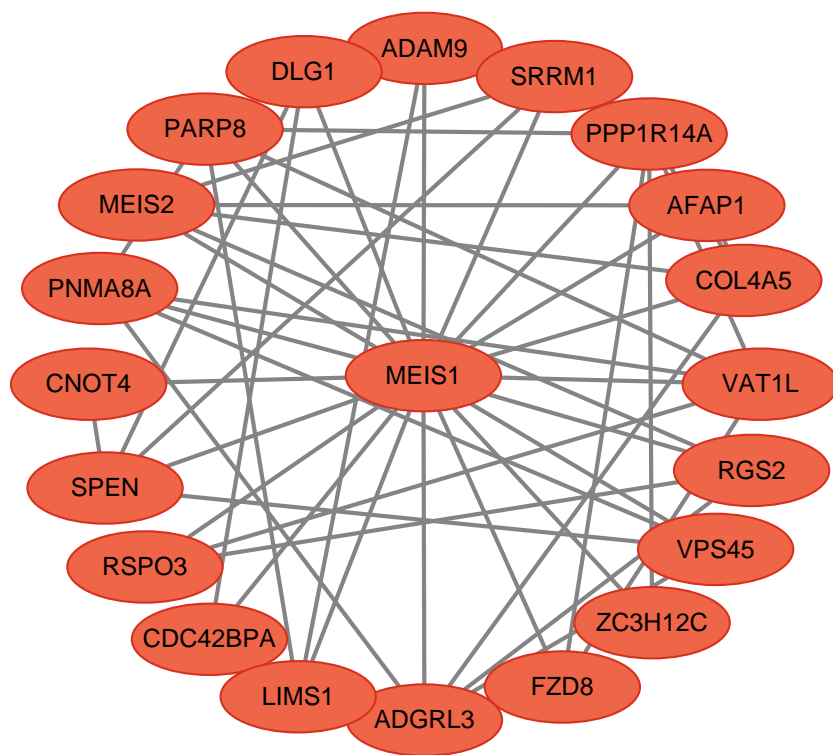 ADAM9
DLG1
SRRM1
PARP8
PPP1R14A
MEIS2
AFAP1
PNMA8A
COL4A5
MEIS1
CNOT4
VAT1L
SPEN
RGS2
RSPO3
VPS45
CDC42BPA
ZC3H12C
LIMS1
FZD8
ADGRL3